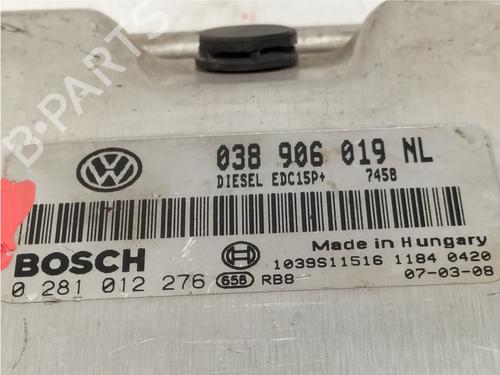 038 906 019 NL
DIESEL EDC15P+ 7458
BOSCH
Made in Hungary
1039S11516 1184 0420
0 281 012 276 658 RB8
07-03-08
B-PARTS